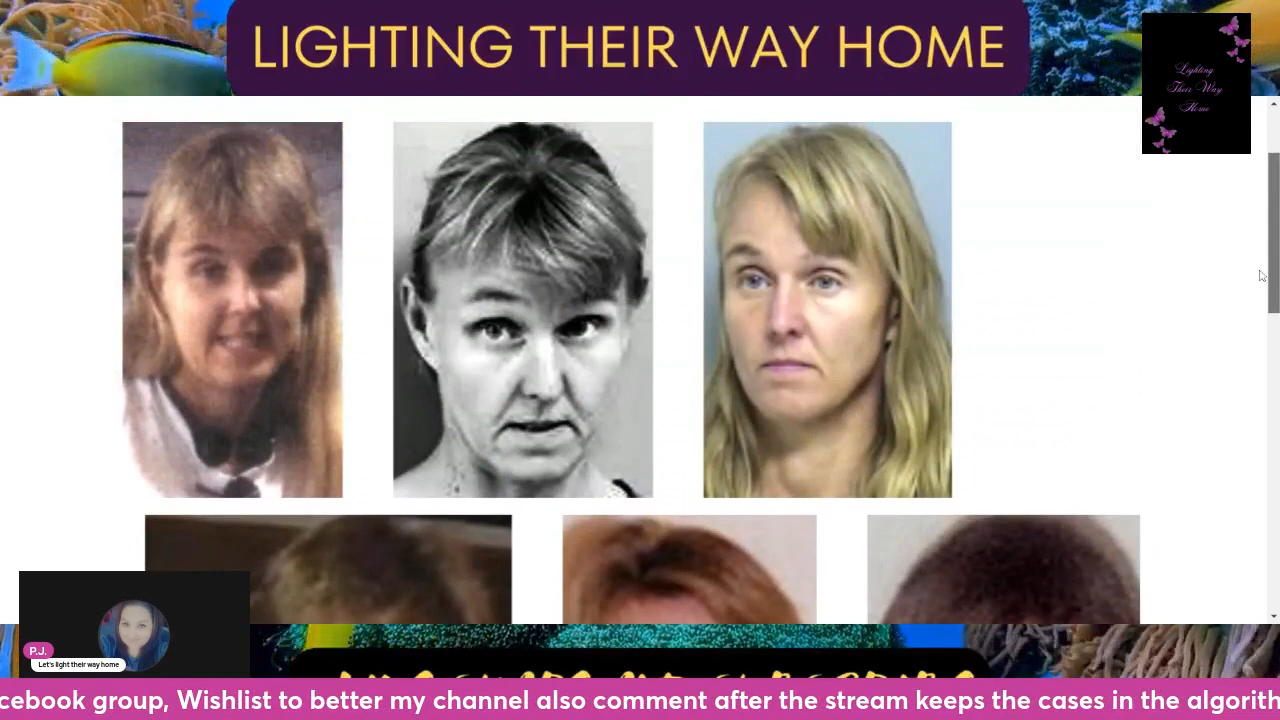 LIGHTING THEIR WAY HOME
Lighting
Their Way
Home
P.J.
Let's light their way home
cebook group, Wishlist to better my channel also comment after the stream keeps the cases in the algorith